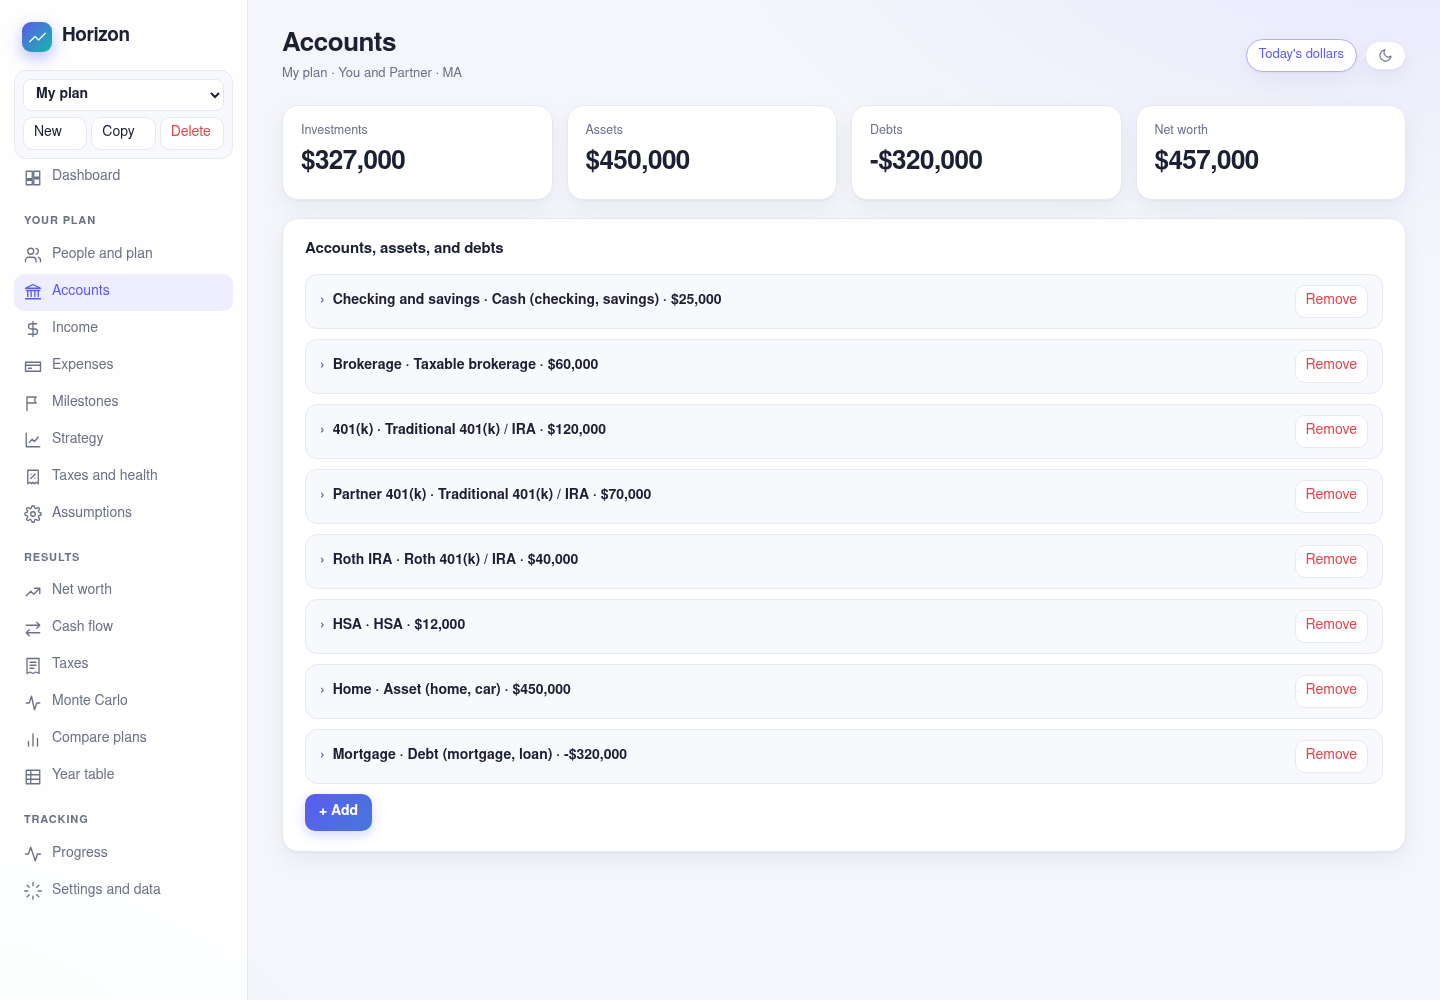 Horizon
My plan
New Copy Delete
Dashboard
YOUR PLAN
People and plan
Accounts
Income
Expenses
Milestones
Strategy
Taxes and health
Assumptions
RESULTS
Net worth
Cash flow
Taxes
Monte Carlo
Compare plans
Year table
TRACKING
Progress
Settings and data
Accounts
My plan · You and Partner · MA
Today's dollars
Investments
$327,000
Assets
$450,000
Debts
-$320,000
Net worth
$457,000
Accounts, assets, and debts
› Checking and savings · Cash (checking, savings) · $25,000 Remove
› Brokerage · Taxable brokerage · $60,000 Remove
› 401(k) · Traditional 401(k) / IRA · $120,000 Remove
› Partner 401(k) · Traditional 401(k) / IRA · $70,000 Remove
› Roth IRA · Roth 401(k) / IRA · $40,000 Remove
› HSA · HSA · $12,000 Remove
› Home · Asset (home, car) · $450,000 Remove
› Mortgage · Debt (mortgage, loan) · -$320,000 Remove
+ Add